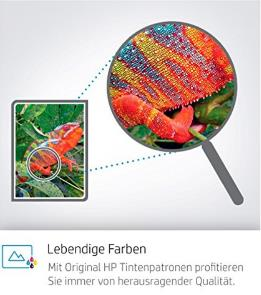 Lebendige Farben
Mit Original HP Tintenpatronen profitieren
Sie immer von herausragender Qualität.